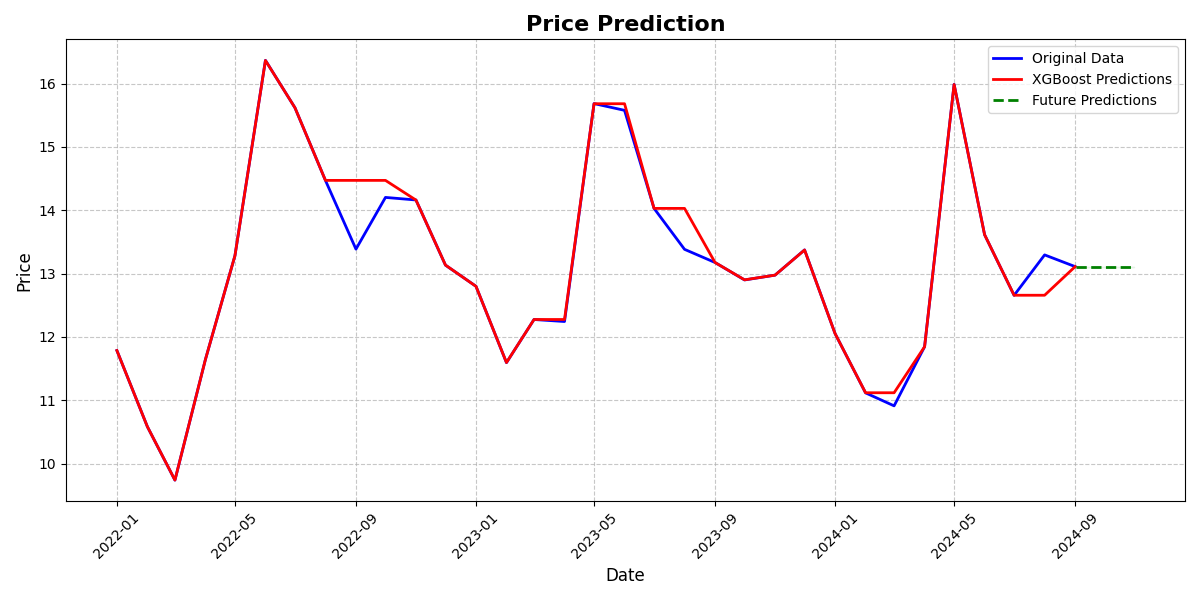 Price Prediction
Original Data
XGBoost Predictions
Future Predictions
Price
16
15
14
13
12
11
10
2022-01
2022-05
2022-09
2023-01
2023-05
2023-09
2024-01
2024-05
2024-09
Date